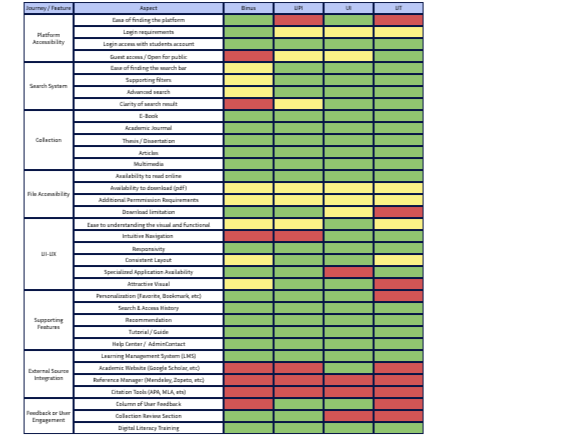 Journey / Feature Aspect Binus UPI UI UT
Platform Accessibility
Ease of finding the platform
Login requirements
Login access with students account
Guest access / Open for public
Search System
Ease of finding the search bar
Supporting filters
Advanced search
Clarity of search result
Collection
E-Book
Academic Journal
Thesis / Dissertation
Articles
Multimedia
File Accessibility
Availability to read online
Availability to download (pdf)
Additional Permmission Requirements
Download limitation
UI-UX
Ease to understanding the visual and functional
Intuitive Navigation
Responsivity
Consistent Layout
Specialized Application Availability
Attractive Visual
Supporting Features
Personalization (Favorite, Bookmark, etc)
Search & Access History
Recommendation
Tutorial / Guide
Help Center / AdminContact
External Source Integration
Learning Management System (LMS)
Academic Website (Google Scholar, etc)
Reference Manager (Mendeley, Zopato, etc)
Citation Tools (APA, MLA, ets)
Feedback or User Engagement
Column of User Feedback
Collection Review Section
Digital Literacy Training